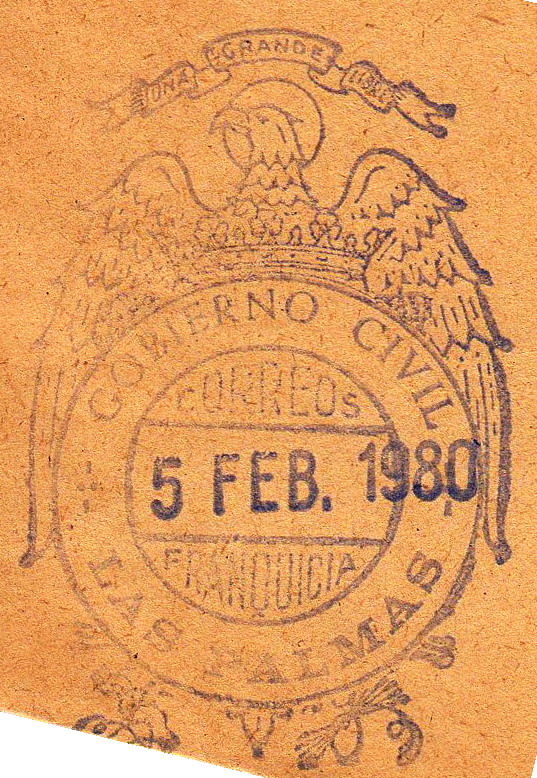 UNA GRANDE LIBRE
GOBIERNO CIVIL
CORREOS
5 FEB. 1980
FRANQUICIA
LAS PALMAS